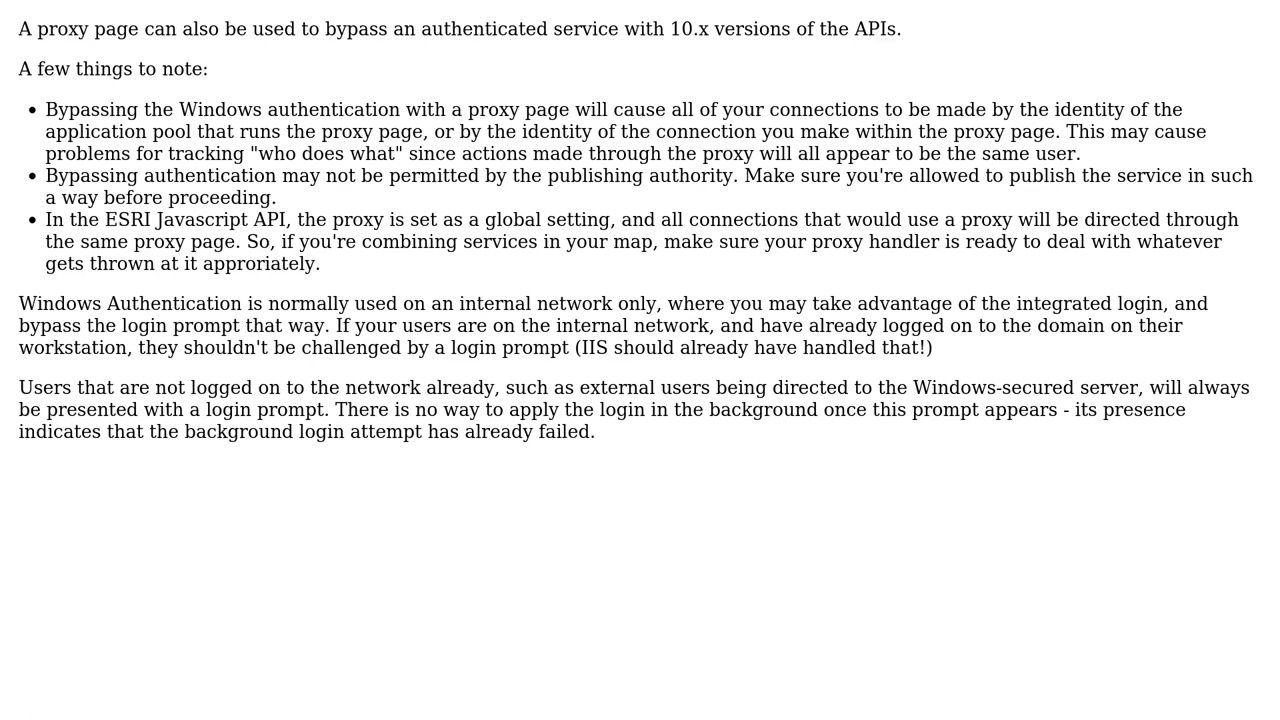 A proxy page can also be used to bypass an authenticated service with 10.x versions of the APIs.
A few things to note:
• Bypassing the Windows authentication with a proxy page will cause all of your connections to be made by the identity of the
application pool that runs the proxy page, or by the identity of the connection you make within the proxy page. This may cause
problems for tracking "who does what" since actions made through the proxy will all appear to be the same user.
• Bypassing authentication may not be permitted by the publishing authority. Make sure you're allowed to publish the service in such
a way before proceeding.
• In the ESRI Javascript API, the proxy is set as a global setting, and all connections that would use a proxy will be directed through
the same proxy page. So, if you're combining services in your map, make sure your proxy handler is ready to deal with whatever
gets thrown at it approriately.
Windows Authentication is normally used on an internal network only, where you may take advantage of the integrated login, and
bypass the login prompt that way. If your users are on the internal network, and have already logged on to the domain on their
workstation, they shouldn't be challenged by a login prompt (IIS should already have handled that!)
Users that are not logged on to the network already, such as external users being directed to the Windows-secured server, will always
be presented with a login prompt. There is no way to apply the login in the background once this prompt appears - its presence
indicates that the background login attempt has already failed.